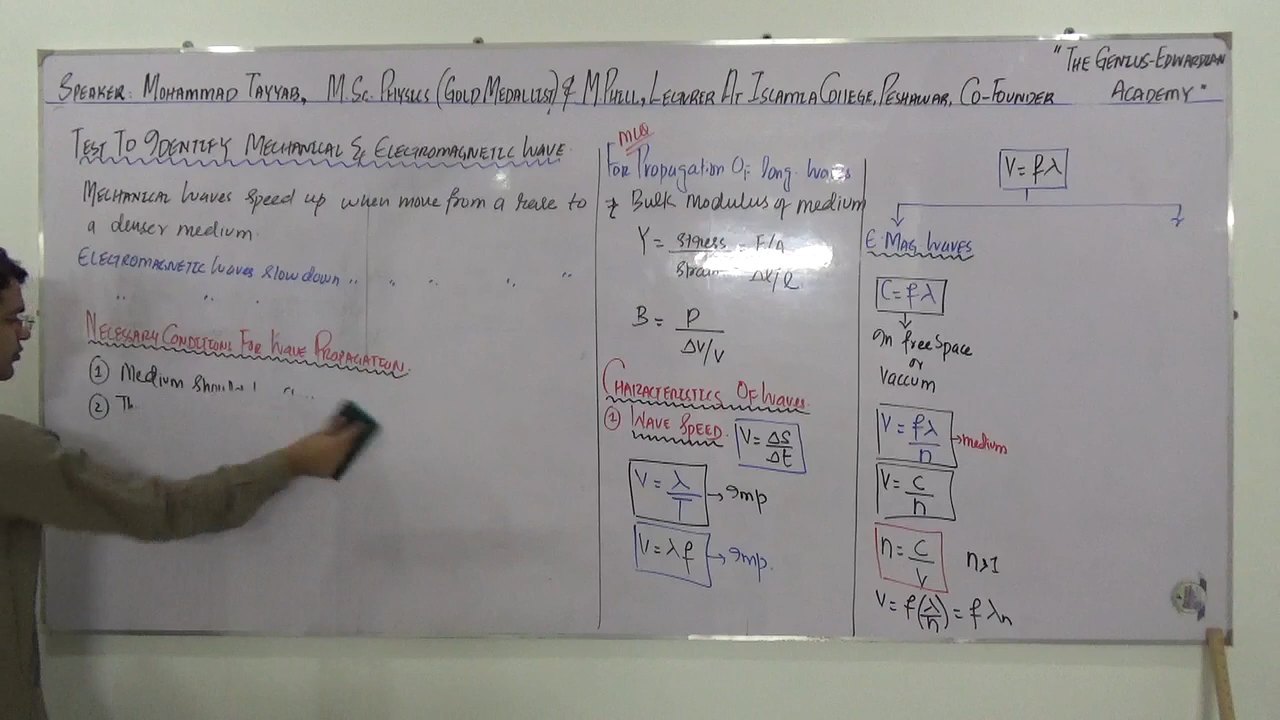 SPEAKER: MOHAMMAD TAYYAB, M.Sc. PHYSICS (GOLD MEDALIST) & M PHILL, LECTURER AT ISLAMIA COLLEGE, PESHAWAR, CO-FOUNDER
"THE GENIUS-EDWARDIAN
ACADEMY"
TEST TO IDENTIFY MECHANICAL & ELECTROMAGNETIC WAVE
MECHANICAL Waves Speed up when move from a rare to
a denser medium.
ELECTROMAGNETIC Waves Slow down " " " " "
" " "
NECESSARY CONDITIONS FOR WAVE PROPAGATION.
① Medium Should
② Th
MCQ
For Propagation Of Long. Waves
Bulk Modulus of medium
Y = Stress/Strain = F/A / Δl/l
B = P / ΔV/V
CHARACTERISTICS OF Waves.
① WAVE SPEED. V = ΔS/Δt
V = λ/T → Imp
V = λf → Imp.
V = fλ
E.MAG. WAVES
C = fλ
In free Space
or
Vaccum
V = fλ/n → medium
V = C/n
n = C/V n>1
V = f(λ/n) = f λn